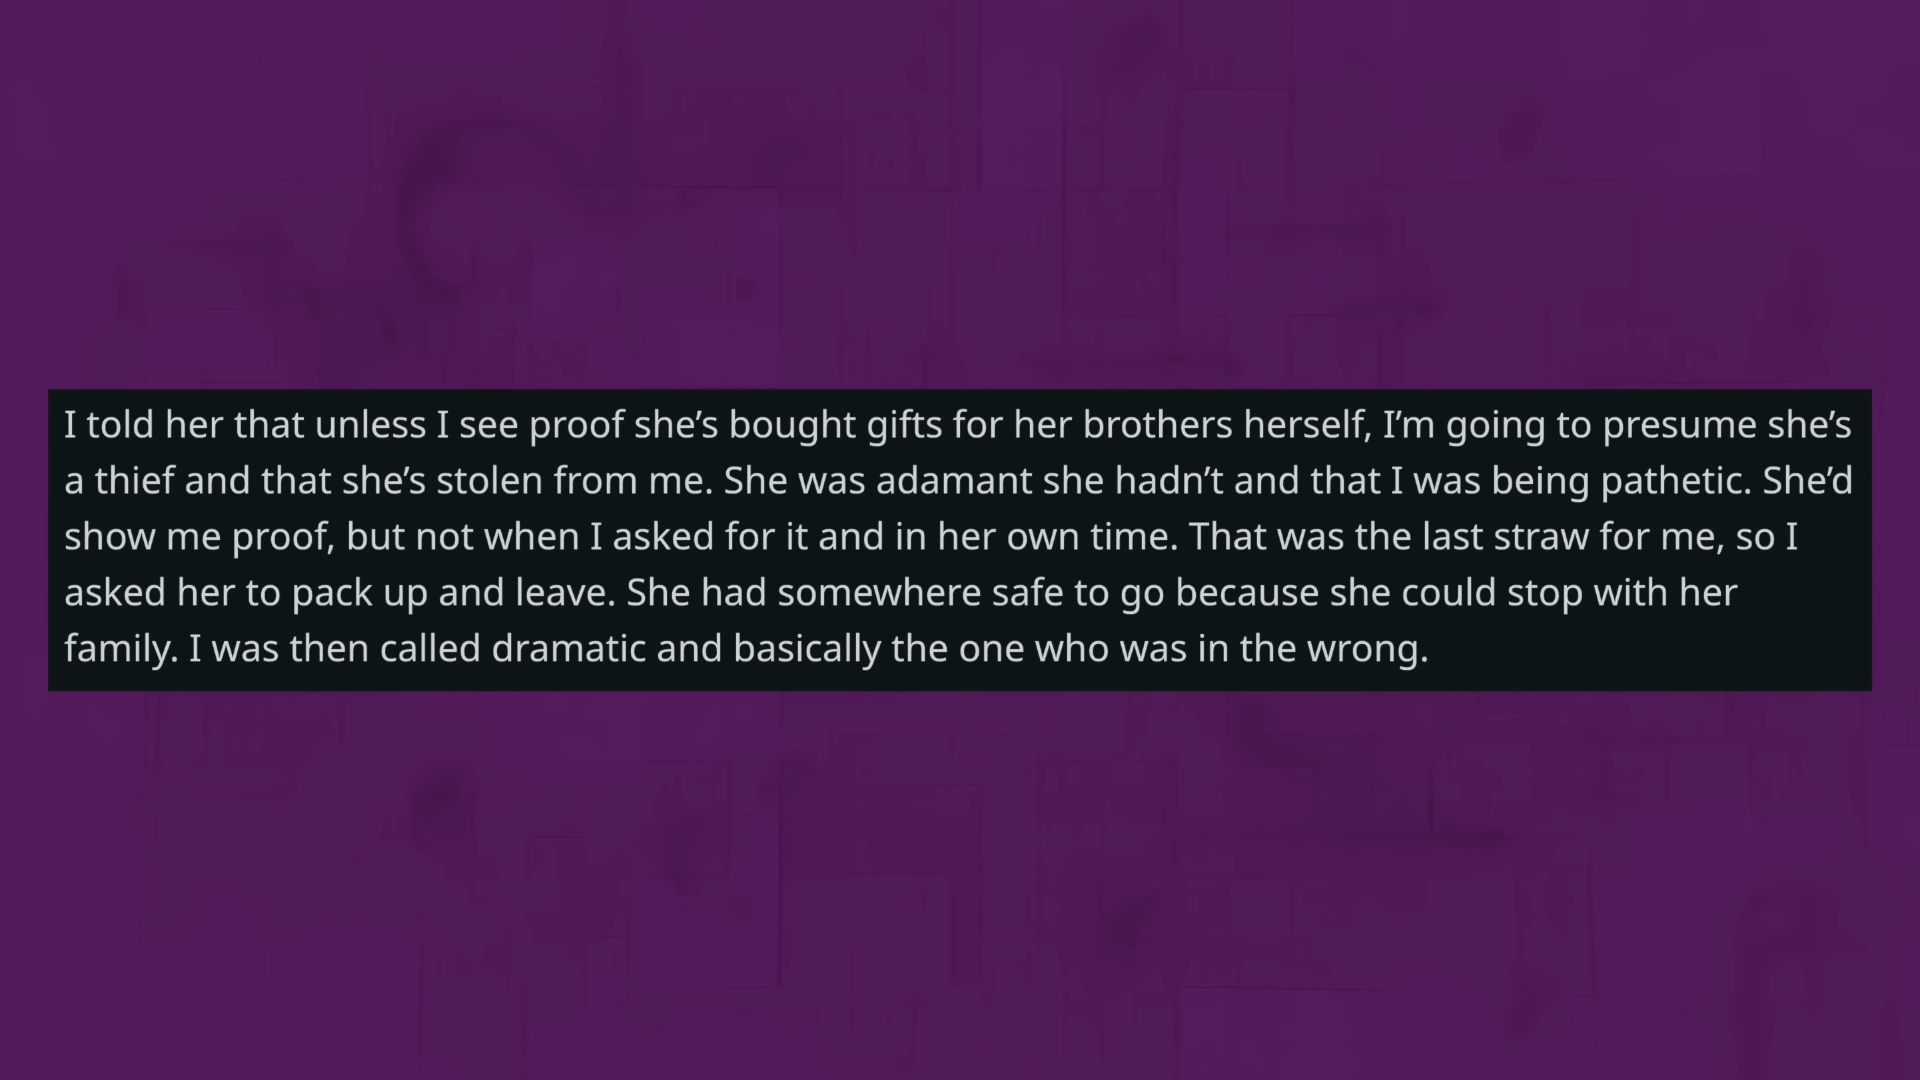 I told her that unless I see proof she’s bought gifts for her brothers herself, I’m going to presume she’s
a thief and that she’s stolen from me. She was adamant she hadn’t and that I was being pathetic. She’d
show me proof, but not when I asked for it and in her own time. That was the last straw for me, so I
asked her to pack up and leave. She had somewhere safe to go because she could stop with her
family. I was then called dramatic and basically the one who was in the wrong.